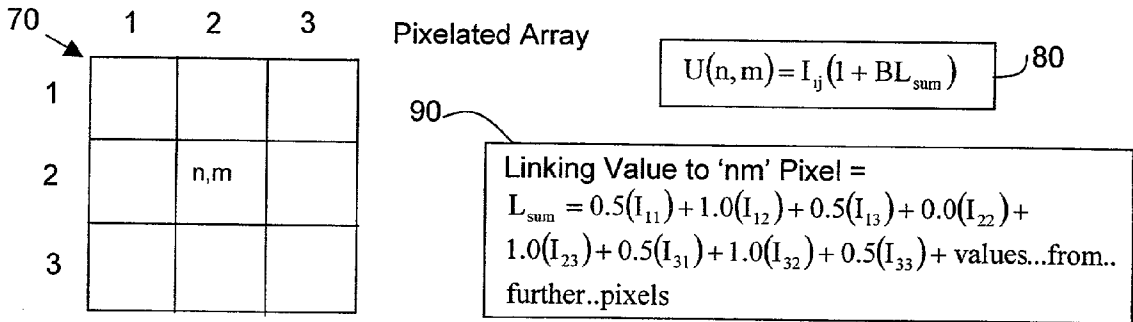 70
1 2 3
Pixelated Array
U(n,m) = I_ij(1 + BL_sum)
80
1
90
2
n,m
Linking Value to 'nm' Pixel =
L_sum = 0.5(I_11) + 1.0(I_12) + 0.5(I_13) + 0.0(I_22) +
1.0(I_23) + 0.5(I_31) + 1.0(I_32) + 0.5(I_33) + values...from..
further..pixels
3